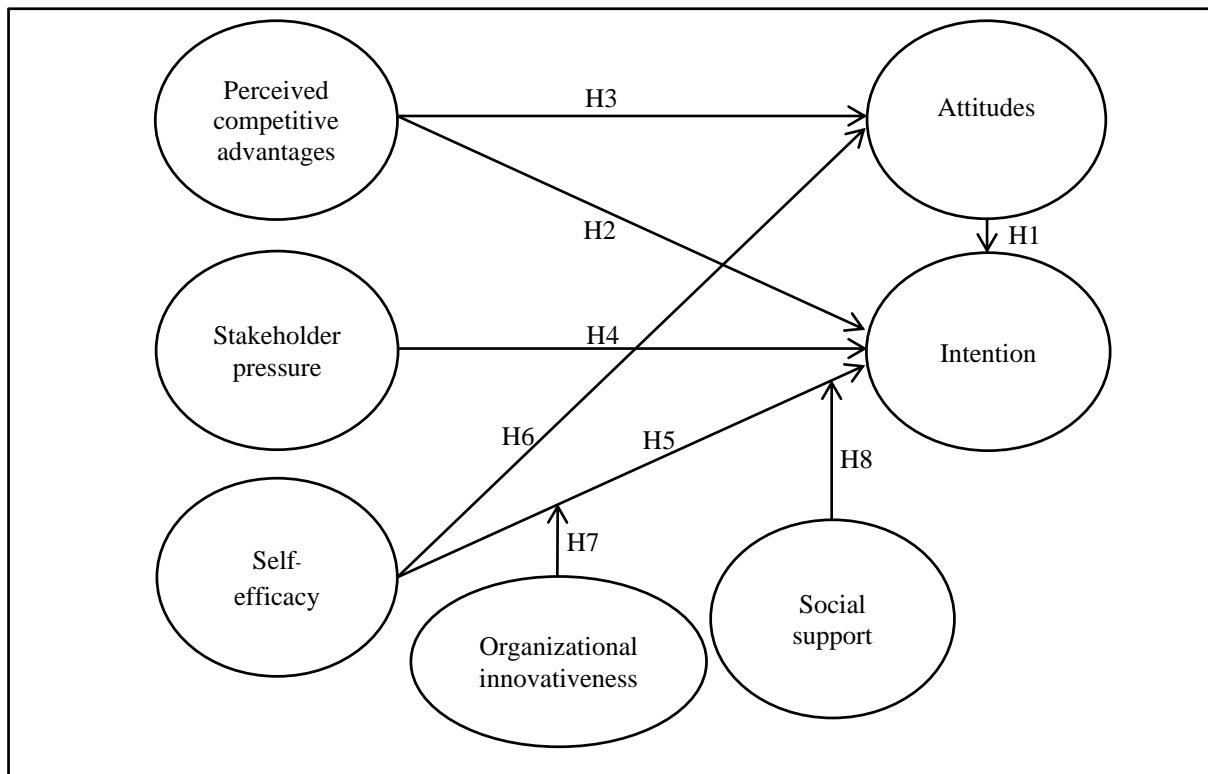 Perceived
competitive
advantages
H3
Attitudes
H2
H1
Stakeholder
pressure
H4
Intention
H6
H5
H8
Self-
efficacy
H7
Organizational
innovativeness
Social
support